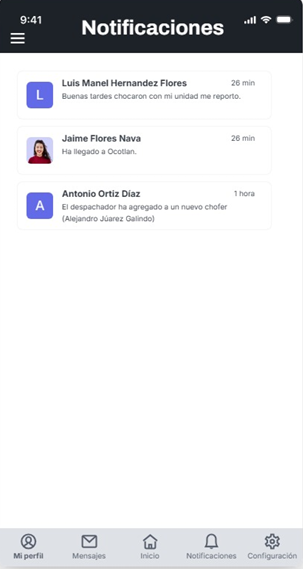 9:41
Notificaciones
L
Luis Manel Hernandez Flores
26 min
Buenas tardes chocaron con mi unidad me reporto.
Jaime Flores Nava
26 min
Ha llegado a Ocotlan.
A
Antonio Ortiz Díaz
1 hora
El despachador ha agregado a un nuevo chofer
(Alejandro Júarez Galindo)
Mi perfil
Mensajes
Inicio
Notificaciones
Configuración